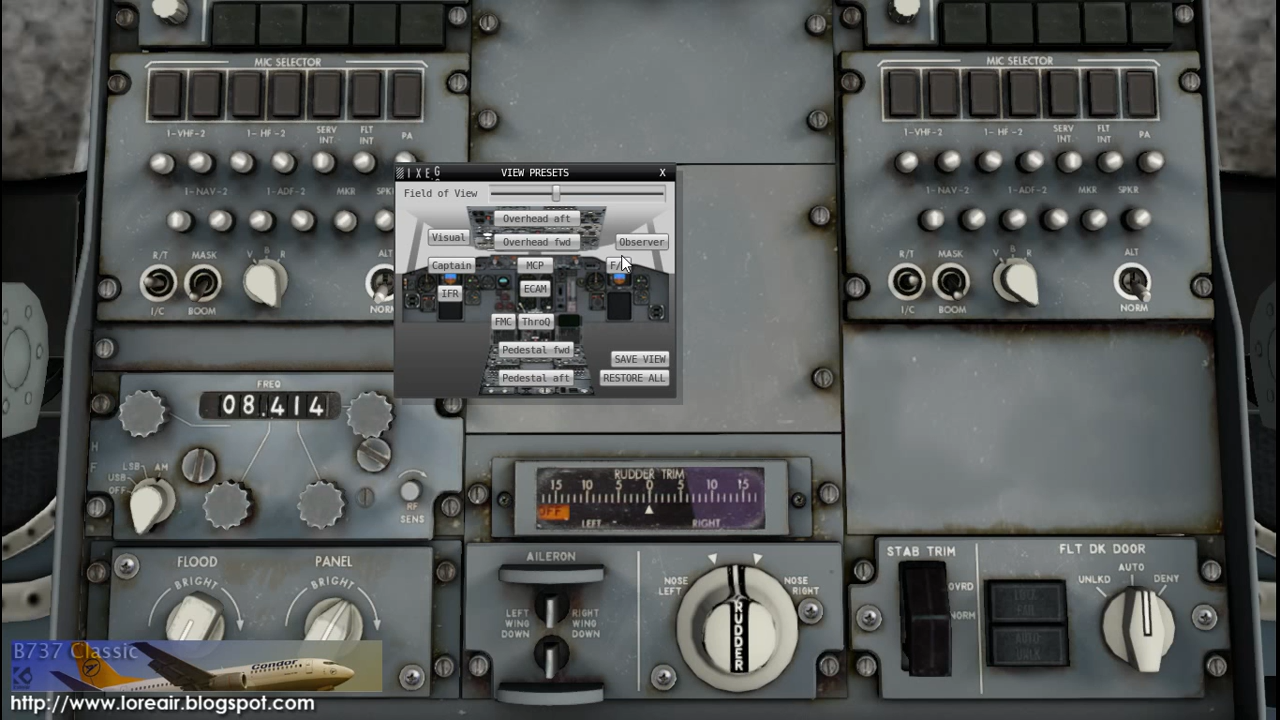 MIC SELECTOR
1-VHF-2 1-HF-2 SERV INT FLT INT PA
1-NAV-2 1-ADF-2 MKR
R/T MASK V B R ALT
I/C BOOM
MIC SELECTOR
1-VHF-2 1-HF-2 SERV INT. FLT INT PA
1-NAV-2 1-ADF-2 MKR SPKR
R/T MASK V B R ALT
I/C BOOM NORM
VIEW PRESETS X
Field of View
Overhead aft
Visual Overhead fwd Observer
Captain MCP
IFR ECAM
FMC ThroQ
Pedestal fwd SAVE VIEW
Pedestal aft RESTORE ALL
FREQ
08.414
HF
LSB AM
USB
OFF
RF
SENS
RUDDER TRIM
15 10 5 0 5 10 15
OFF
LEFT RIGHT
FLOOD PANEL
BRIGHT BRIGHT
AILERON
LEFT WING DOWN RIGHT WING DOWN
NOSE LEFT NOSE RIGHT
RUDDER
STAB TRIM FLT DK DOOR
OVRD
NORM
UNLKD AUTO DENY
B737 Classic
Condor
http://www.loreair.blogspot.com